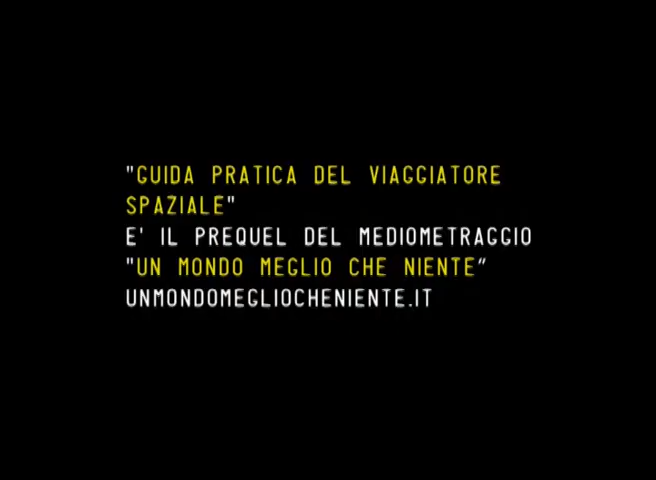 "GUIDA PRATICA DEL VIAGGIATORE
SPAZIALE"
E' IL PREQUEL DEL MEDIOMETRAGGIO
"UN MONDO MEGLIO CHE NIENTE”
UNMONDOMEGLIOCHENIENTE.IT